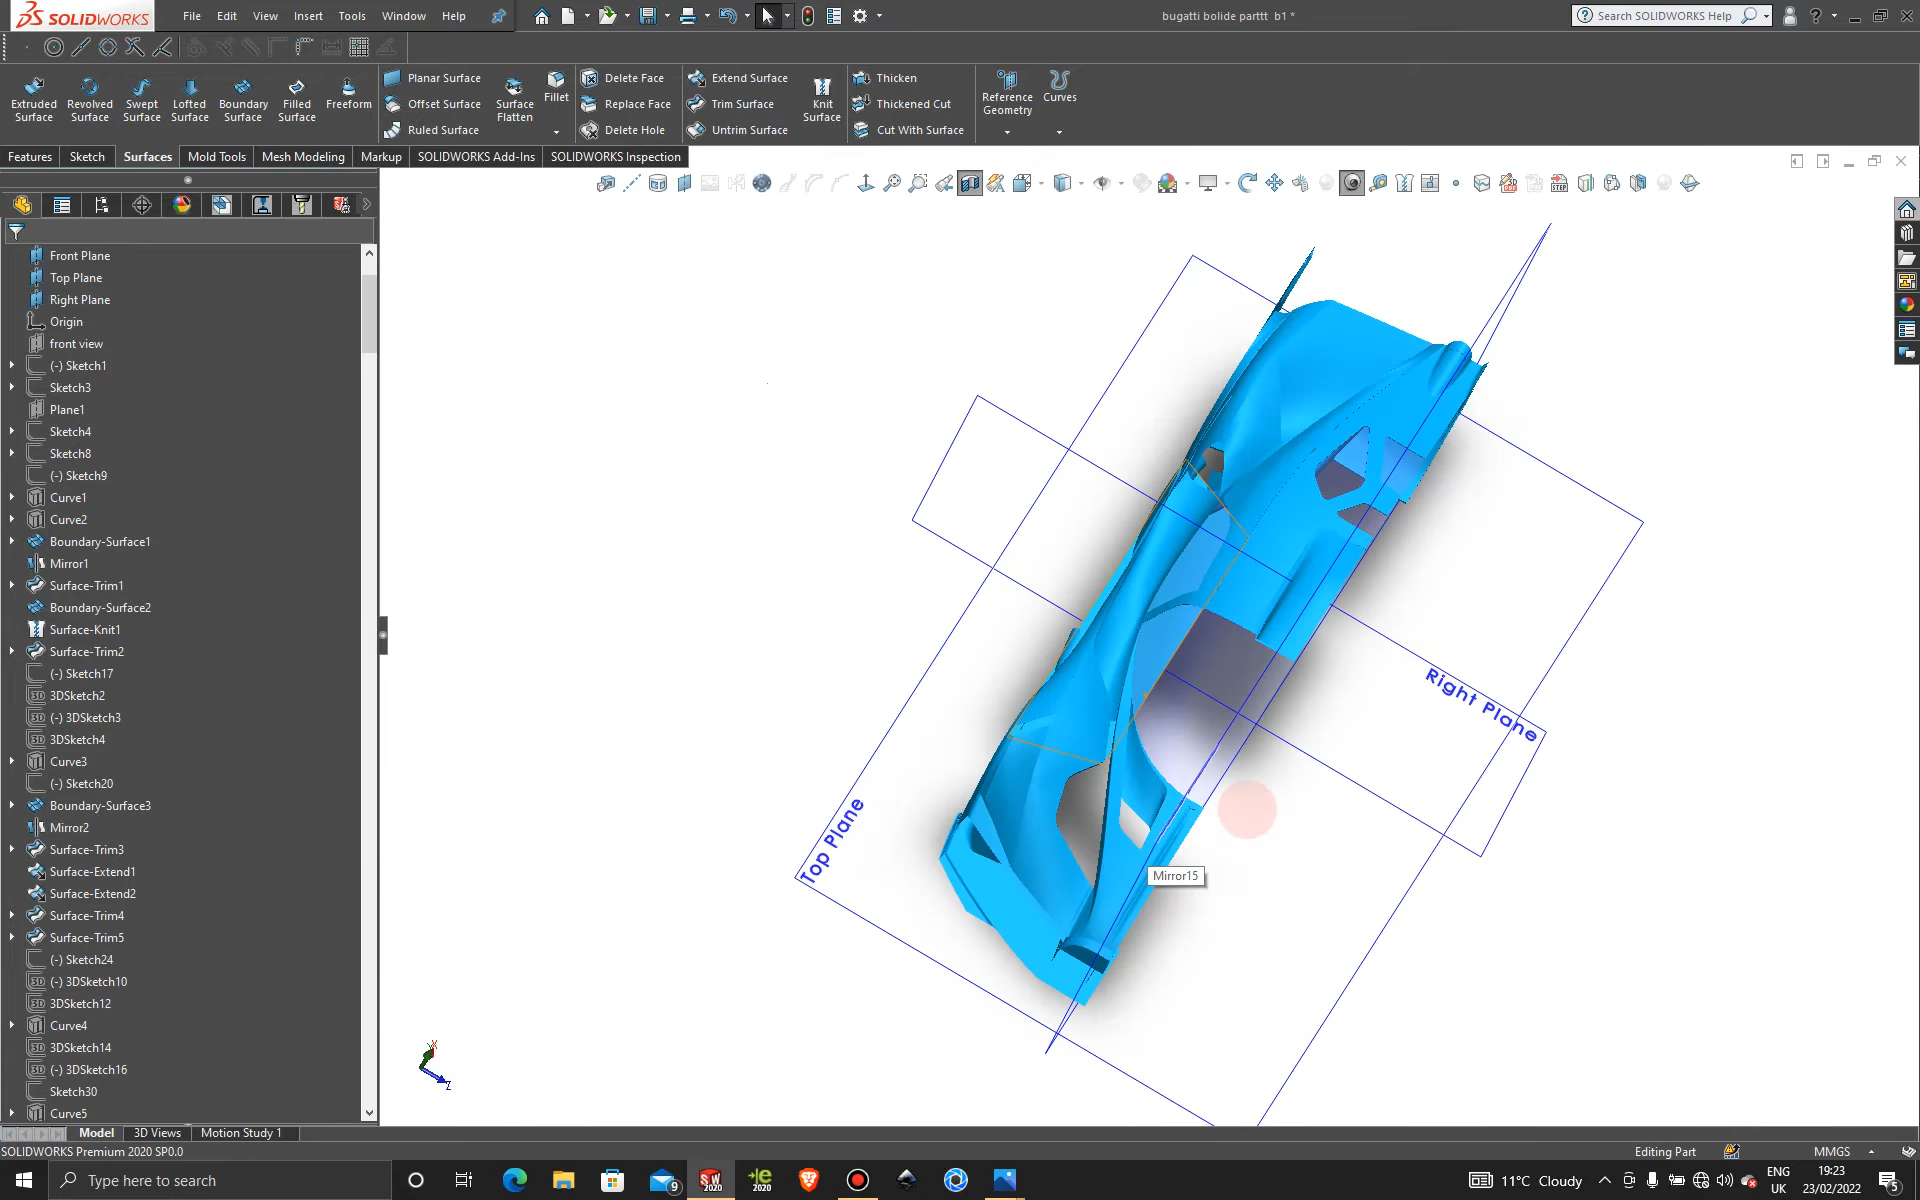 SOLIDWORKS
File Edit View Insert Tools Window Help
bugatti bolide parttt b1 *
Search SOLIDWORKS Help
Extruded Surface
Revolved Surface
Swept Surface
Lofted Surface
Boundary Surface
Filled Surface
Freeform
Planar Surface
Offset Surface
Ruled Surface
Surface Flatten
Fillet
Delete Face
Replace Face
Delete Hole
Extend Surface
Trim Surface
Untrim Surface
Knit Surface
Thicken
Thickened Cut
Cut With Surface
Reference Geometry
Curves
Features Sketch Surfaces Mold Tools Mesh Modeling Markup SOLIDWORKS Add-Ins SOLIDWORKS Inspection
Front Plane
Top Plane
Right Plane
Origin
front view
(-) Sketch1
Sketch3
Plane1
Sketch4
Sketch8
(-) Sketch9
Curve1
Curve2
Boundary-Surface1
Mirror1
Surface-Trim1
Boundary-Surface2
Surface-Knit1
Surface-Trim2
(-) Sketch17
3DSketch2
(-) 3DSketch3
3DSketch4
Curve3
(-) Sketch20
Boundary-Surface3
Mirror2
Surface-Trim3
Surface-Extend1
Surface-Extend2
Surface-Trim4
Surface-Trim5
(-) Sketch24
(-) 3DSketch10
3DSketch12
Curve4
3DSketch14
(-) 3DSketch16
Sketch30
Curve5
Right Plane
Top Plane
Mirror15
X
Z
Model 3D Views Motion Study 1
SOLIDWORKS Premium 2020 SP0.0
Editing Part
MMGS
Type here to search
9
SW 2020
e 2020
11°C Cloudy
ENG
UK
19:23
23/02/2022
5